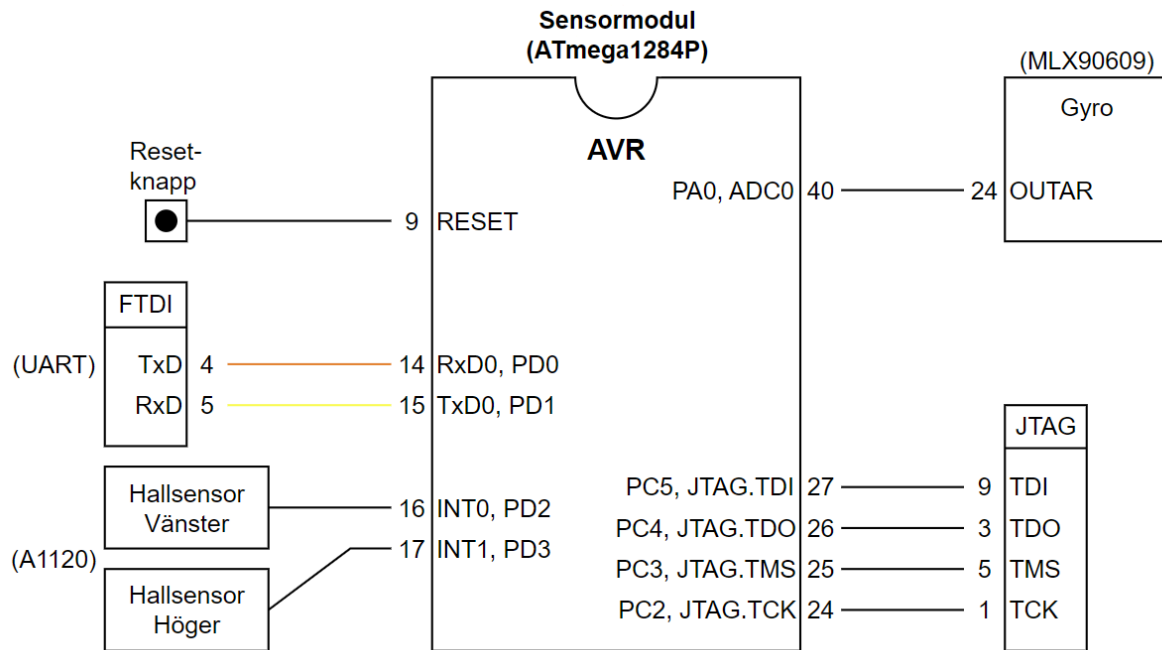 Sensormodul
(ATmega1284P)
(MLX90609)
Gyro
AVR
Reset-
knapp
PA0, ADC0 40
24 OUTAR
9 RESET
FTDI
(UART)
TxD 4
14 RxD0, PD0
RxD 5
15 TxD0, PD1
JTAG
Hallsensor
Vänster
16 INT0, PD2
17 INT1, PD3
(A1120)
Hallsensor
Höger
PC5, JTAG.TDI 27
9 TDI
PC4, JTAG.TDO 26
3 TDO
PC3, JTAG.TMS 25
5 TMS
PC2, JTAG.TCK 24
1 TCK